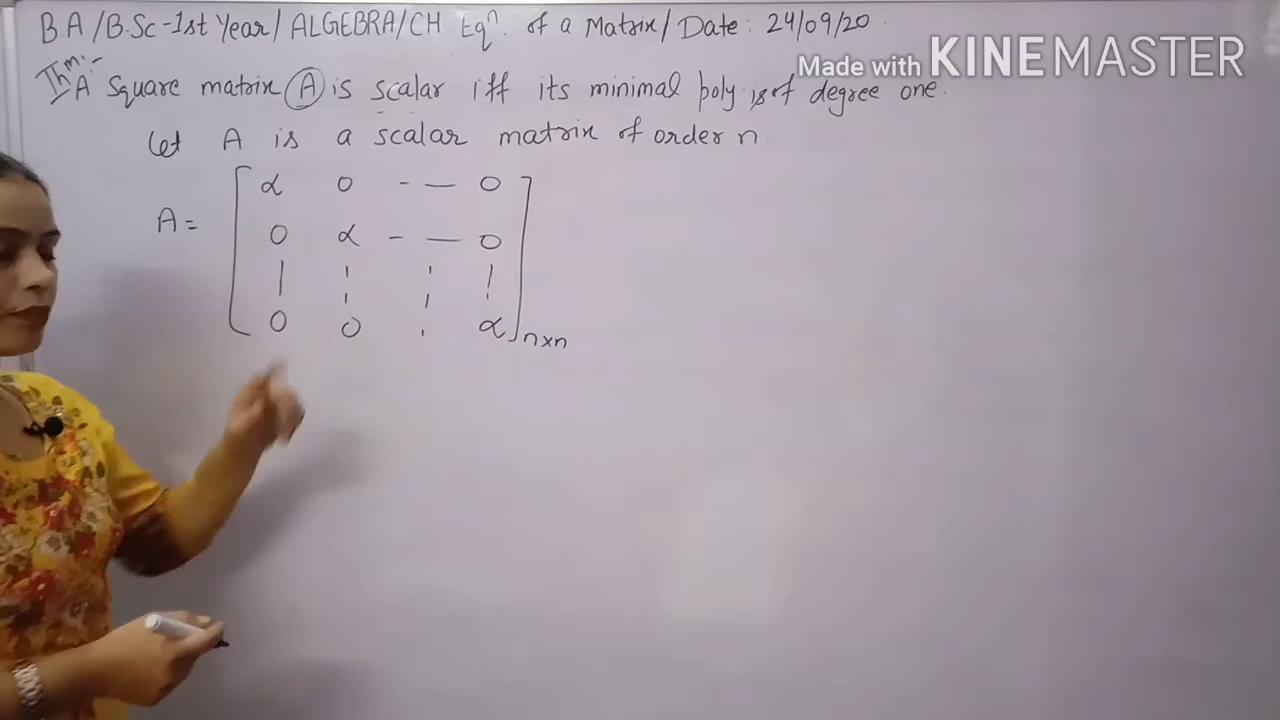 BA/B.Sc-1st Year/ALGEBRA/CH Eqn. of a Matrix/Date: 24/09/20.
Made with KINEMASTER
Thm:- A Square matrix A is scalar iff its minimal poly is of degree one.
Let A is a scalar matrix of order n.
A = [ α 0 - — 0 ]
0 α - — 0
| ¦ ¦ |
0 0 . α ] n×n